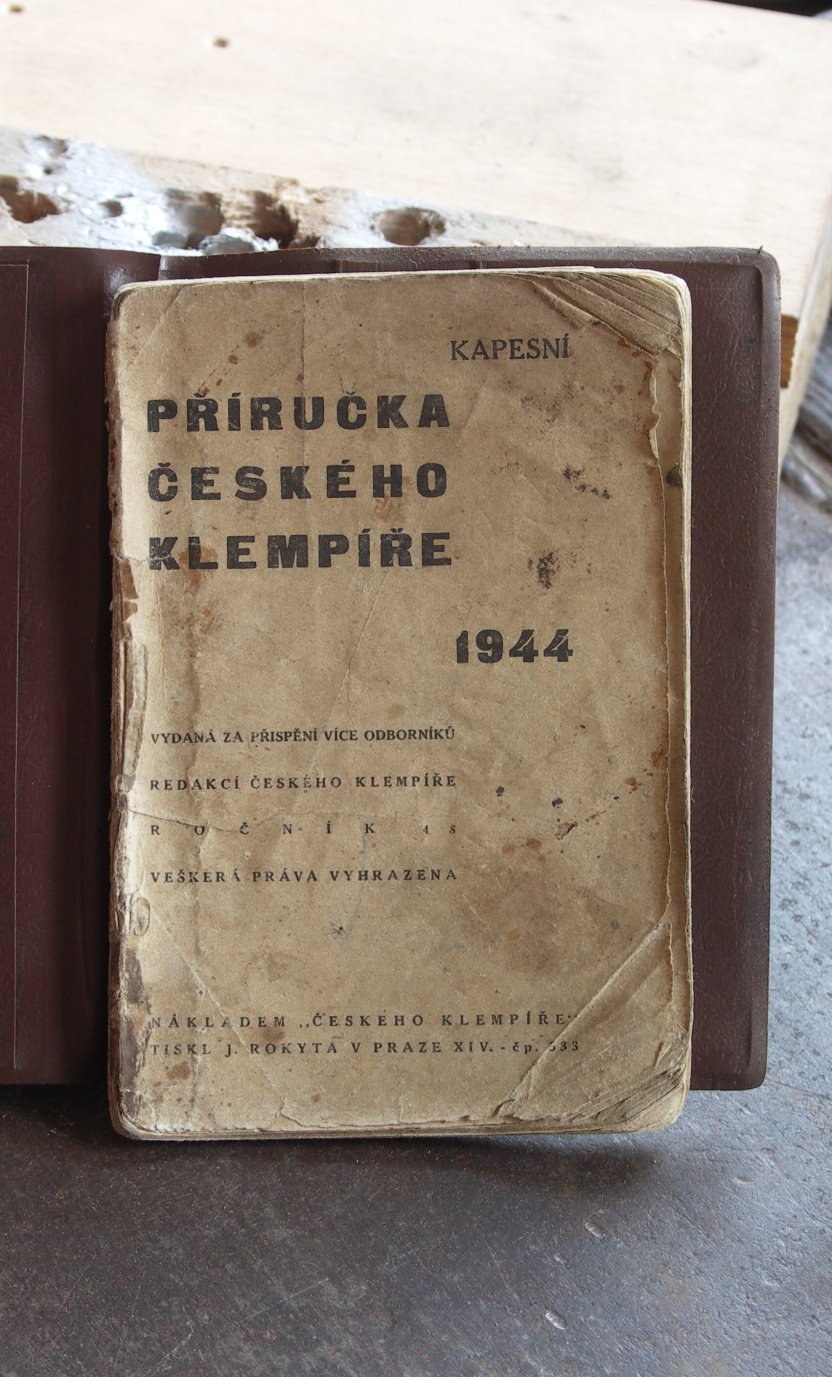 KAPESNÍ
PŘÍRUČKA
ČESKÉHO
KLEMPÍŘE
1944
VYDANÁ ZA PŘISPĚNÍ VÍCE ODBORNÍKŮ
REDAKCÍ ČESKÉHO KLEMPÍŘE
ROČNÍK 48
VEŠKERÁ PRÁVA VYHRAZENA
NÁKLADEM „ČESKÉHO KLEMPÍŘE“
TISKL J. ROKYTA V PRAZE XIV. - čp. 333